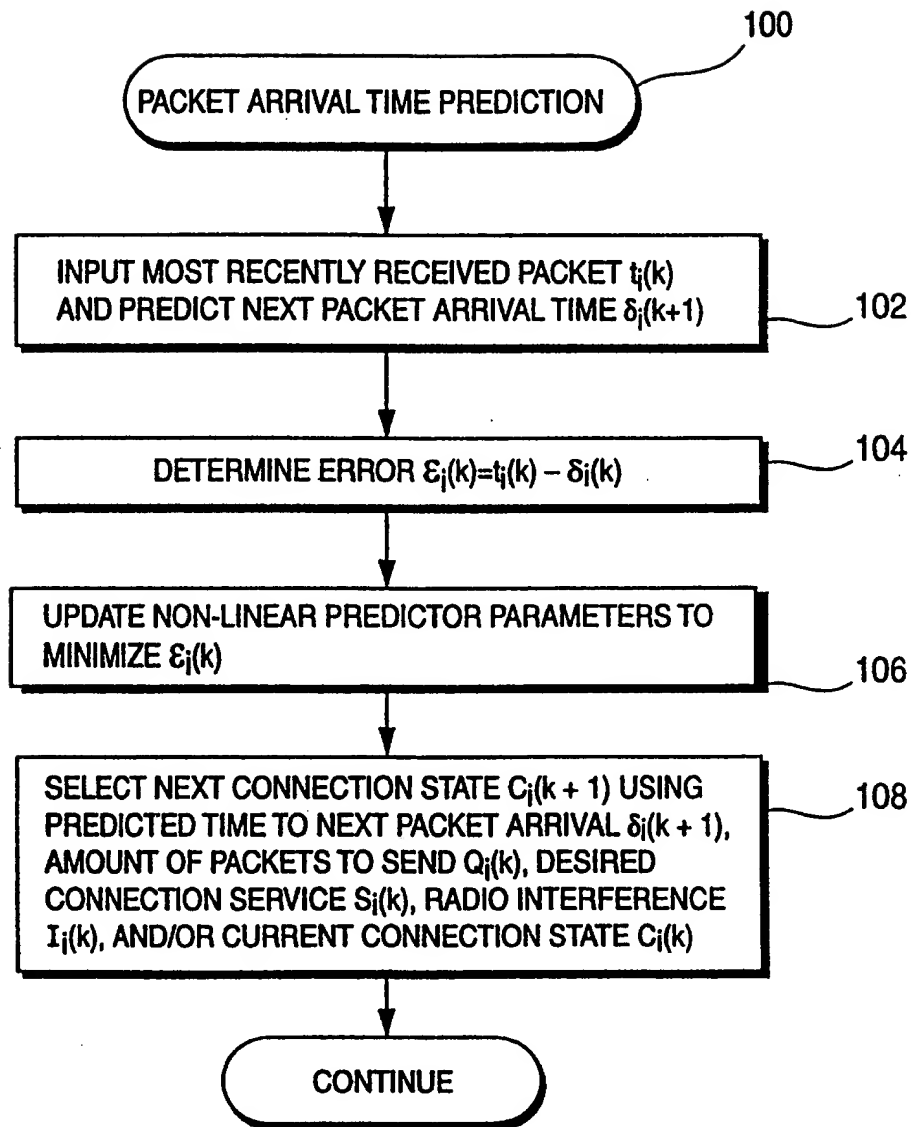 100
PACKET ARRIVAL TIME PREDICTION
INPUT MOST RECENTLY RECEIVED PACKET tᵢ(k)
AND PREDICT NEXT PACKET ARRIVAL TIME δᵢ(k+1)
102
DETERMINE ERROR εᵢ(k)=tᵢ(k) – δᵢ(k)
104
UPDATE NON-LINEAR PREDICTOR PARAMETERS TO
MINIMIZE εᵢ(k)
106
SELECT NEXT CONNECTION STATE Cᵢ(k + 1) USING
PREDICTED TIME TO NEXT PACKET ARRIVAL δᵢ(k + 1),
AMOUNT OF PACKETS TO SEND Qᵢ(k), DESIRED
CONNECTION SERVICE Sᵢ(k), RADIO INTERFERENCE
Iᵢ(k), AND/OR CURRENT CONNECTION STATE Cᵢ(k)
108
CONTINUE